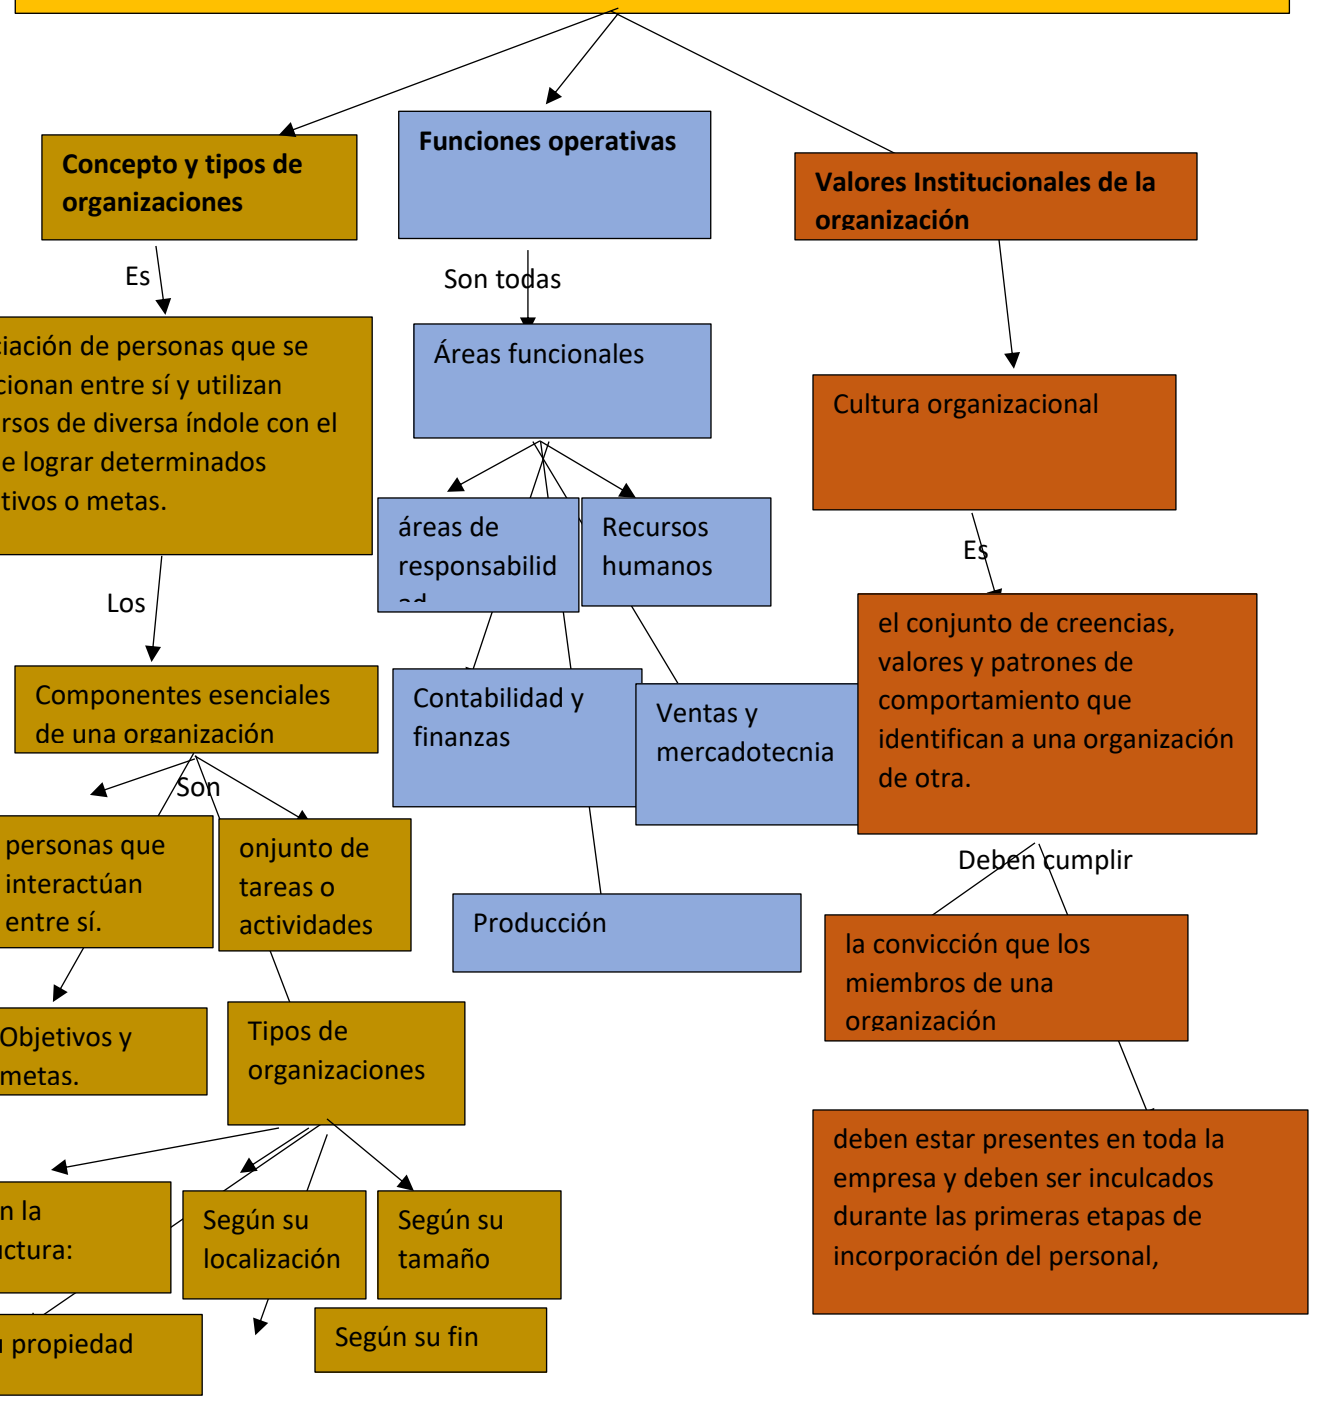 Concepto y tipos de
organizaciones
Funciones operativas
Valores Institucionales de la
organización
Es
Son todas
ciación de personas que se
cionan entre sí y utilizan
rsos de diversa índole con el
e lograr determinados
tivos o metas.
Áreas funcionales
Cultura organizacional
Es
áreas de
responsabilid
ad
Recursos
humanos
Los
el conjunto de creencias,
valores y patrones de
comportamiento que
identifican a una organización
de otra.
Componentes esenciales
de una organización
Contabilidad y
finanzas
Ventas y
mercadotecnia
Son
personas que
interactúan
entre sí.
onjunto de
tareas o
actividades
Deben cumplir
Producción
la convicción que los
miembros de una
organización
Objetivos y
metas.
Tipos de
organizaciones
deben estar presentes en toda la
empresa y deben ser inculcados
durante las primeras etapas de
incorporación del personal,
n la
uctura:
Según su
localización
Según su
tamaño
propiedad
Según su fin